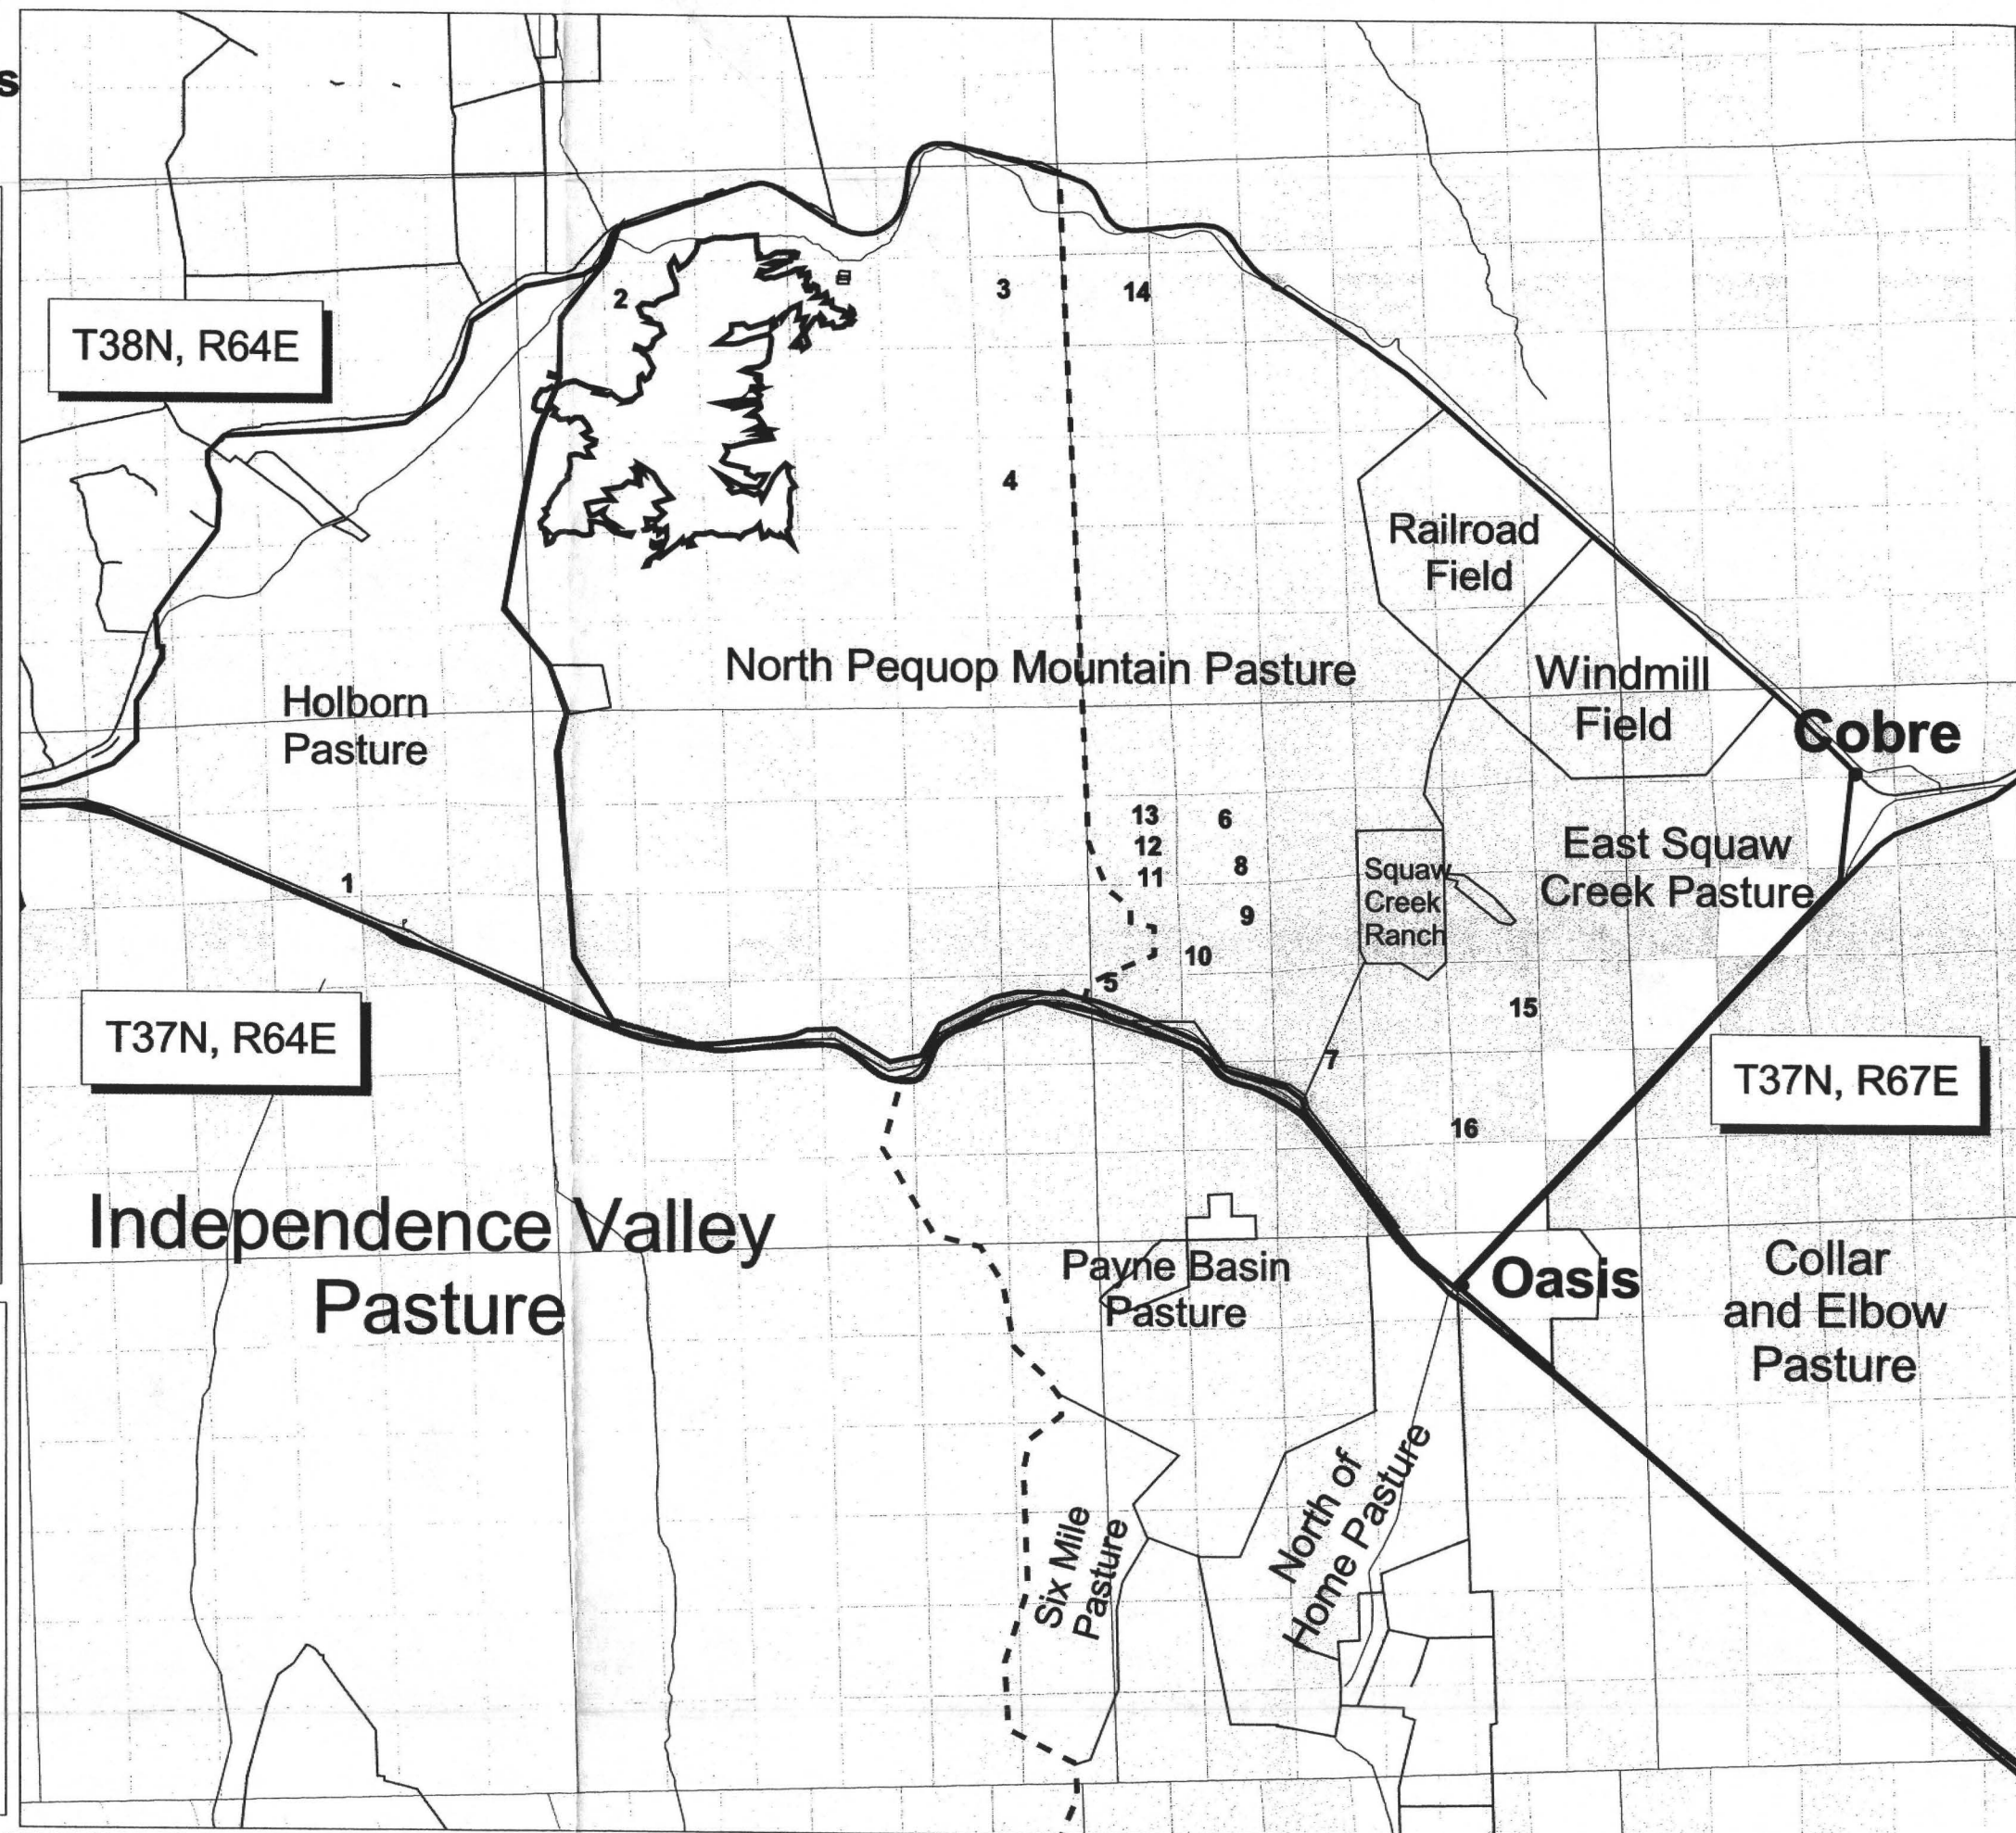 s
2
3
14
T38N, R64E
4
Railroad
Field
North Pequop Mountain Pasture
Windmill
Field
Holborn
Pasture
Cobre
13
6
12
11
8
9
10
5
1
Squaw
Creek
Ranch
East Squaw
Creek Pasture
15
7
16
T37N, R64E
T37N, R67E
Independence Valley
Pasture
Payne Basin
Pasture
Oasis
Collar
and Elbow
Pasture
Six Mile
Pasture
North of
Home Pasture